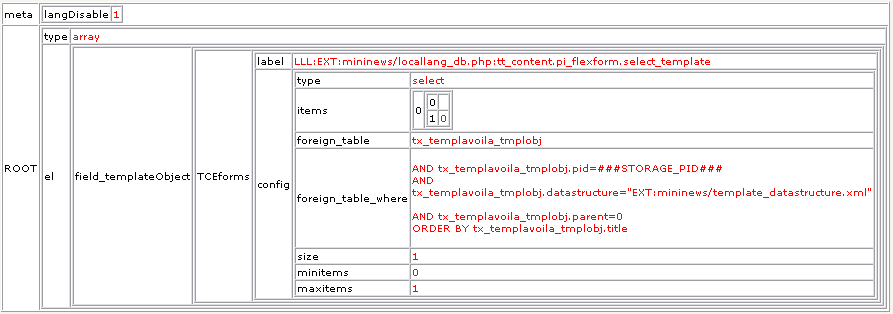 meta langDisable 1
type array
label LLL:EXT:mininews/locallang_db.php:tt_content.pi_flexform.select_template
type select
items 0 0
1 0
foreign_table tx_templavoila_tmplobj
ROOT el field_templateObject TCEforms config foreign_table_where
AND tx_templavoila_tmplobj.pid=###STORAGE_PID###
AND
tx_templavoila_tmplobj.datastructure="EXT:mininews/template_datastructure.xml"
AND tx_templavoila_tmplobj.parent=0
ORDER BY tx_templavoila_tmplobj.title
size 1
minitems 0
maxitems 1